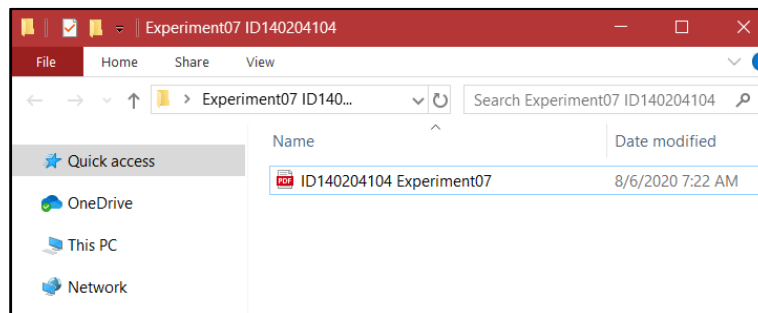 Experiment07 ID140204104
File Home Share View
Experiment07 ID140... Search Experiment07 ID140204104
Name Date modified
Quick access
PDF ID140204104 Experiment07 8/6/2020 7:22 AM
OneDrive
This PC
Network